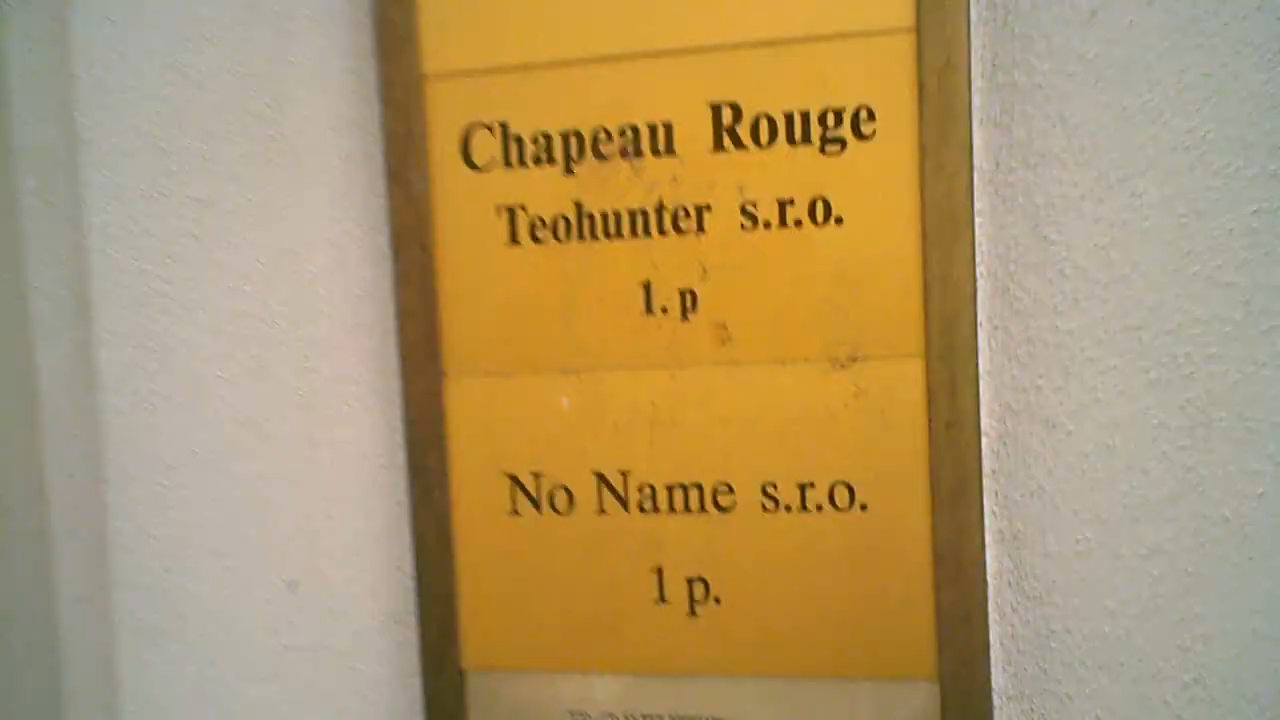 Chapeau Rouge
Teohunter s.r.o.
1. p
No Name s.r.o.
1 p.